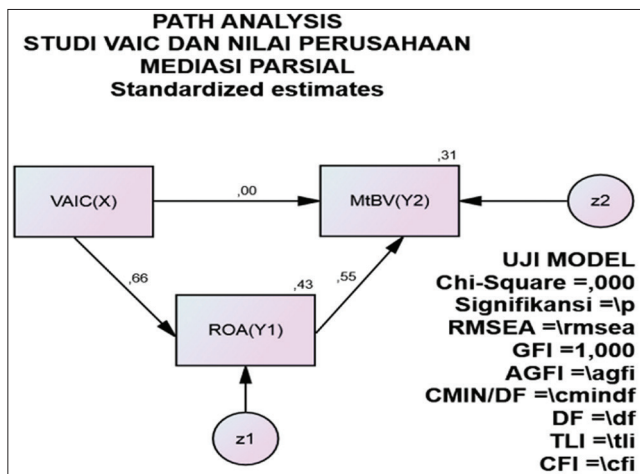 PATH ANALYSIS
STUDI VAIC DAN NILAI PERUSAHAAN
MEDIASI PARSIAL
Standardized estimates
,31
VAIC(X)
,00
MtBV(Y2)
z2
,66
,43
,55
ROA(Y1)
z1
UJI MODEL
Chi-Square =,000
Signifikansi =\p
RMSEA =\rmsea
GFI =1,000
AGFI =\agfi
CMIN/DF =\cmindf
DF =\df
TLI =\tli
CFI =\cfi